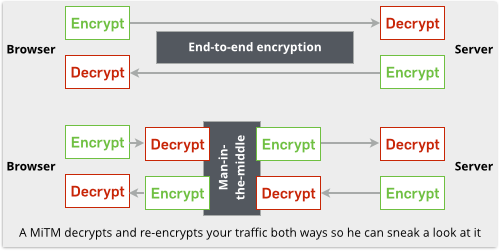 Encrypt
Decrypt
Browser
End-to-end encryption
Server
Decrypt
Encrypt
Encrypt
Decrypt
Man-in-
the-middle
Encrypt
Decrypt
Browser
Server
Decrypt
Encrypt
Decrypt
Encrypt
A MiTM decrypts and re-encrypts your traffic both ways so he can sneak a look at it